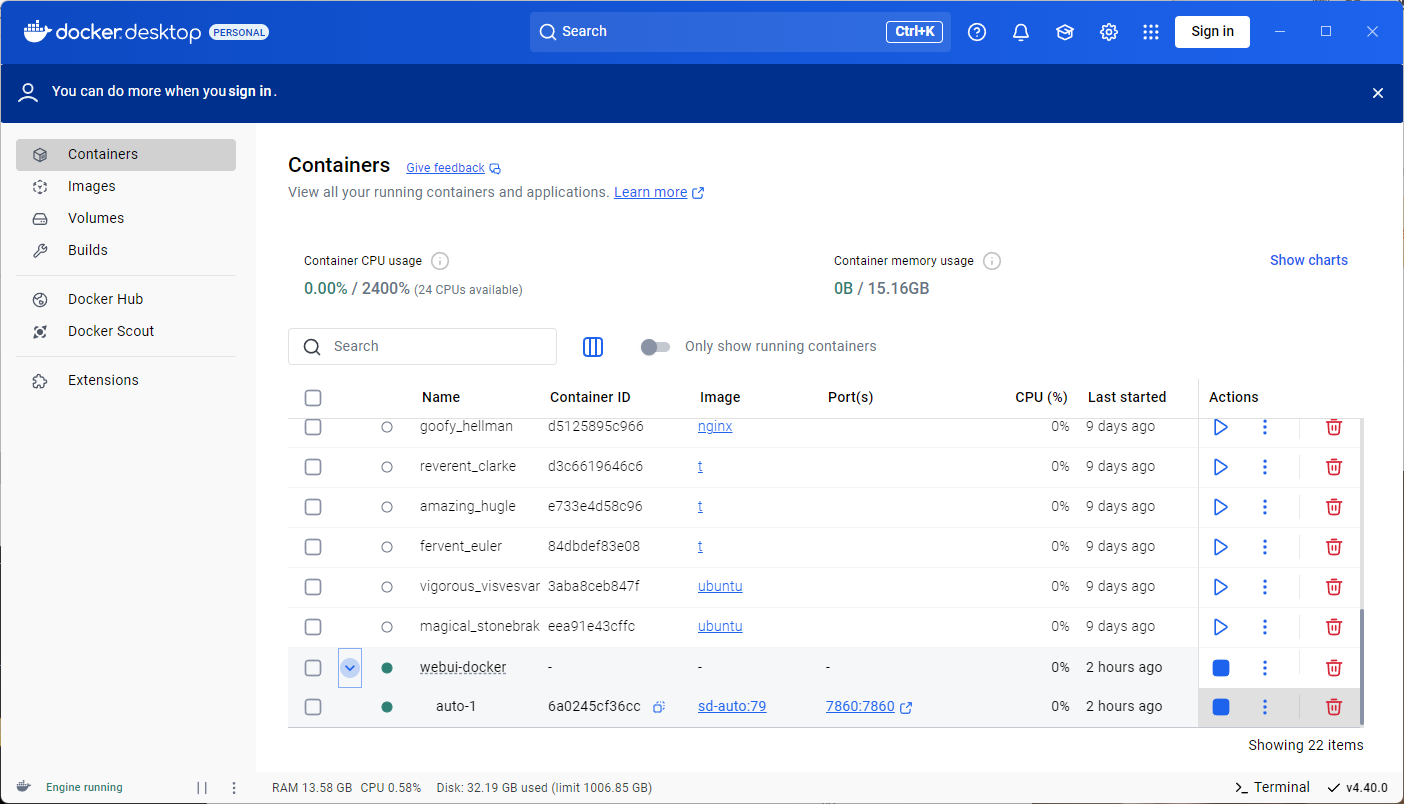 docker.desktop PERSONAL Search Ctrl+K Sign in
You can do more when you sign in.
Containers
Images
Volumes
Builds
Docker Hub
Docker Scout
Extensions
Containers Give feedback
View all your running containers and applications. Learn more
Container CPU usage
0.00% / 2400% (24 CPUs available)
Container memory usage
0B / 15.16GB
Show charts
Search Only show running containers
Name Container ID Image Port(s) CPU (%) Last started Actions
goofy_hellman d5125895c966 nginx 0% 9 days ago
reverent_clarke d3c6619646c6 t 0% 9 days ago
amazing_hugle e733e4d58c96 t 0% 9 days ago
fervent_euler 84dbdef83e08 t 0% 9 days ago
vigorous_visvesvar 3aba8ceb847f ubuntu 0% 9 days ago
magical_stonebrak eea91e43cffc ubuntu 0% 9 days ago
webui-docker - - - 0% 2 hours ago
auto-1 6a0245cf36cc sd-auto:79 7860:7860 0% 2 hours ago
Showing 22 items
Engine running RAM 13.58 GB CPU 0.58% Disk: 32.19 GB used (limit 1006.85 GB) Terminal v4.40.0